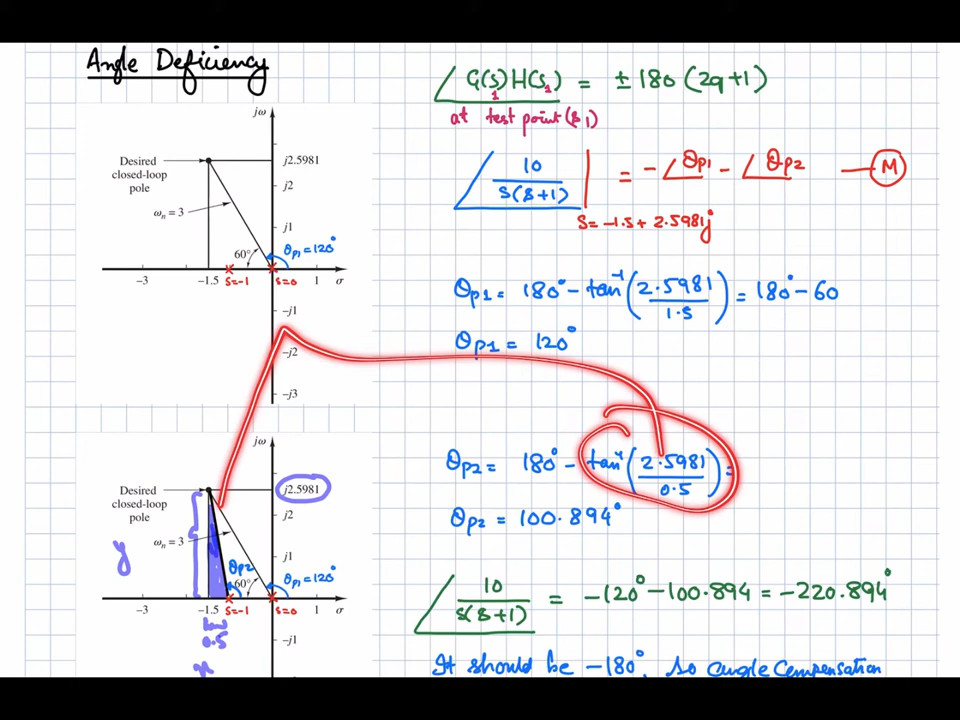 Angle Deficiency
∠G(s₁)H(s₁) = ±180(2q+1)
at test point (s₁)
jω
Desired closed-loop pole
j2.5981
j2
ωn = 3
j1
60°
θp1 = 120°
-3
-1.5
s=-1
s=0
1
σ
-j1
-j2
-j3
∠10/s(s+1) | s = -1.5 + 2.5981j = -∠θp1 - ∠θp2 — M
θp1 = 180° - tan⁻¹(2.5981/1.5) = 180° - 60
θp1 = 120°
jω
Desired closed-loop pole
j2.5981
j2
ωn = 3
j1
y
θp2
60°
θp1 = 120°
-3
-1.5
s=-1
s=0
1
σ
0.5
x
-j1
θp2 = 180° - tan⁻¹(2.5981/0.5) =
θp2 = 100.894°
∠10/s(s+1) = -120° - 100.894 = -220.894°
It should be -180°, so angle compensation